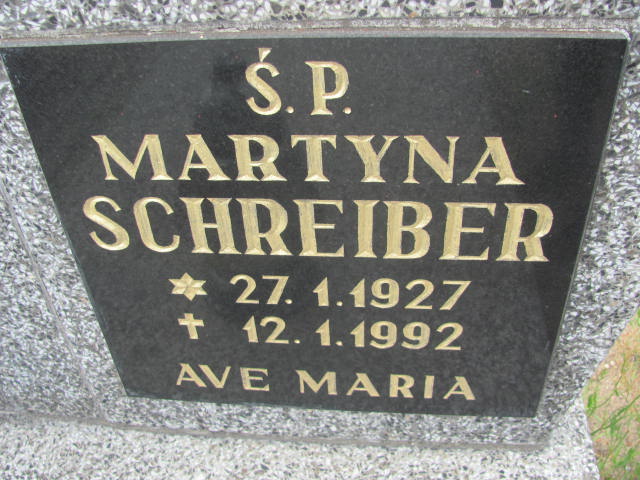 Ś. P.
MARTYNA
SCHREIBER
* 27. 1. 1927
✝ 12. 1. 1992
AVE MARIA